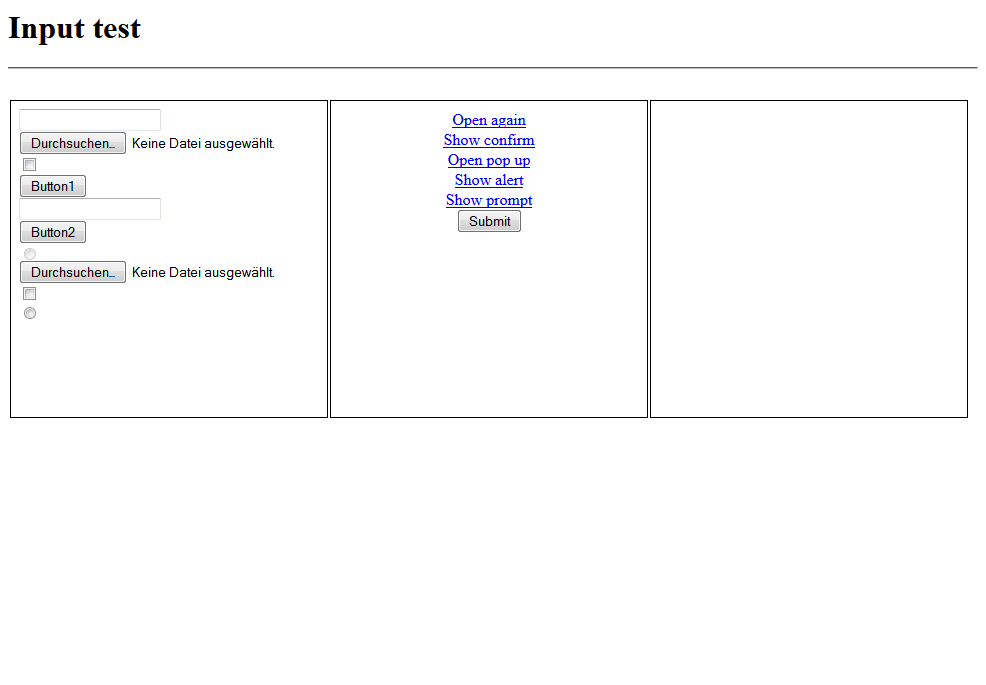 Input test
Durchsuchen… Keine Datei ausgewählt.
Button1
Button2
Durchsuchen… Keine Datei ausgewählt.
Open again
Show confirm
Open pop up
Show alert
Show prompt
Submit